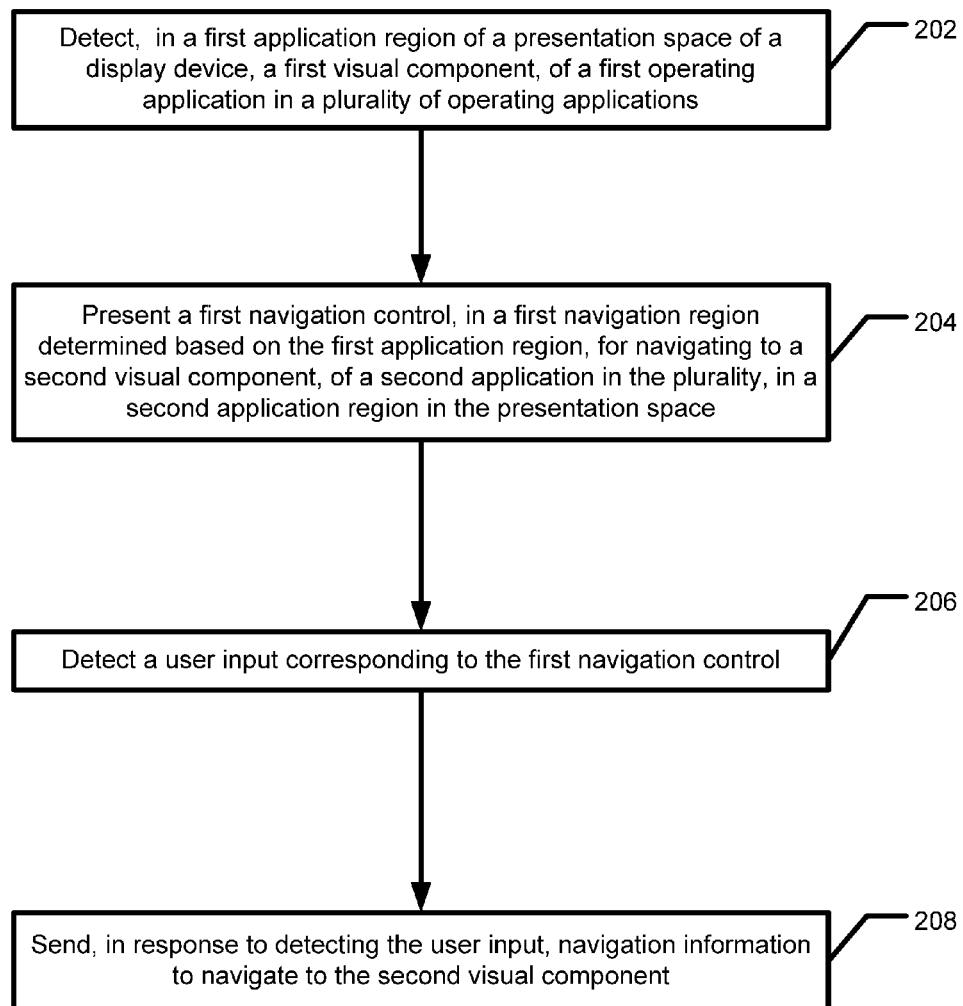 Detect, in a first application region of a presentation space of a
display device, a first visual component, of a first operating
application in a plurality of operating applications
202
Present a first navigation control, in a first navigation region
determined based on the first application region, for navigating to a
second visual component, of a second application in the plurality, in a
second application region in the presentation space
204
Detect a user input corresponding to the first navigation control
206
Send, in response to detecting the user input, navigation information
to navigate to the second visual component
208